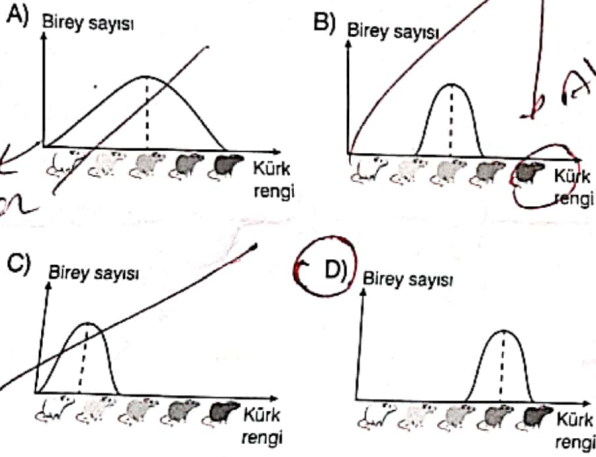 A) Birey sayısı
Kürk
rengi
B) Birey sayısı
Kürk
rengi
C) Birey sayısı
Kürk
rengi
D) Birey sayısı
Kürk
rengi